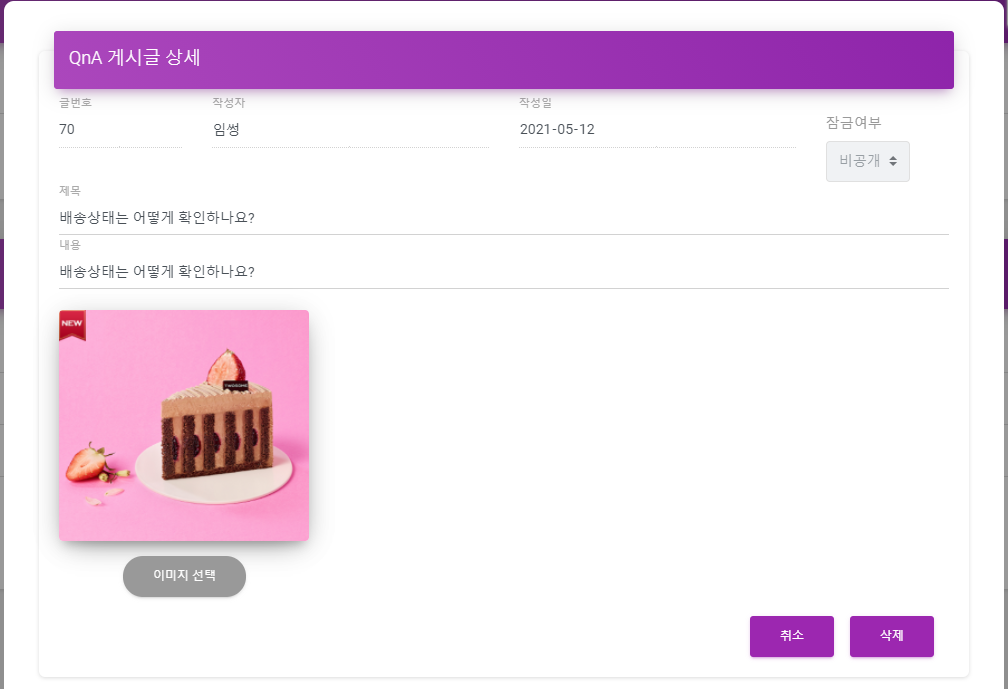 QnA 게시글 상세
글번호
작성자
작성일
70
임썽
2021-05-12
잠금여부
비공개
제목
배송상태는 어떻게 확인하나요?
내용
배송상태는 어떻게 확인하나요?
NEW
TWOSOME
이미지 선택
취소
삭제